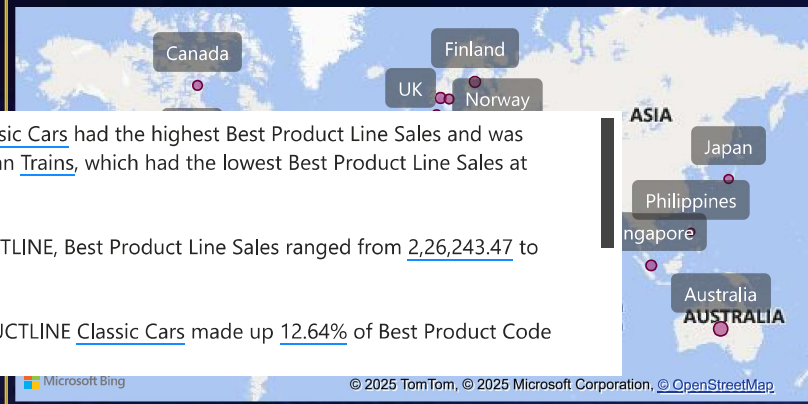 Canada
Finland
UK
Norway
ASIA
Japan
Philippines
ngapore
Australia
AUSTRALIA
sic Cars had the highest Best Product Line Sales and was
an Trains, which had the lowest Best Product Line Sales at
TLINE, Best Product Line Sales ranged from 2,26,243.47 to
UCTLINE Classic Cars made up 12.64% of Best Product Code
Microsoft Bing
© 2025 TomTom, © 2025 Microsoft Corporation, © OpenStreetMap